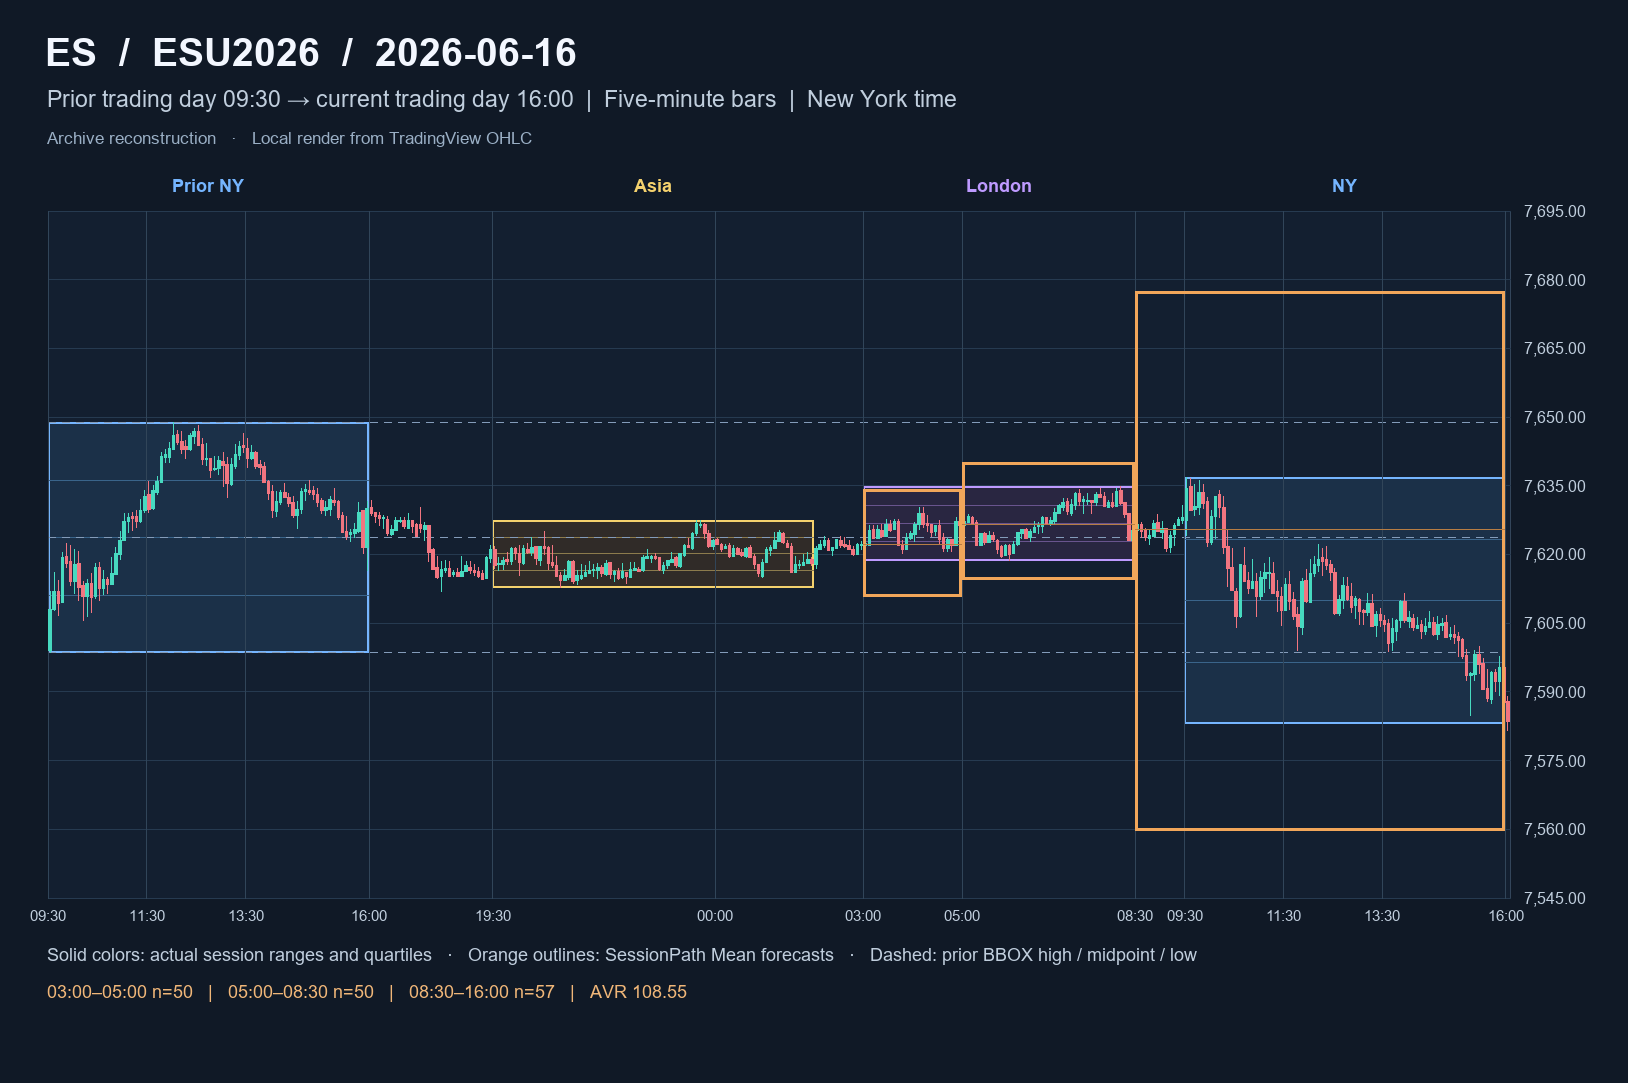 ES / ESU2026 / 2026-06-16
Prior trading day 09:30 → current trading day 16:00 | Five-minute bars | New York time
Archive reconstruction · Local render from TradingView OHLC
Prior NY Asia London NY
7,695.00
7,680.00
7,665.00
7,650.00
7,635.00
7,620.00
7,605.00
7,590.00
7,575.00
7,560.00
7,545.00
09:30 11:30 13:30 16:00 19:30 00:00 03:00 05:00 08:30 09:30 11:30 13:30 16:00
Solid colors: actual session ranges and quartiles · Orange outlines: SessionPath Mean forecasts · Dashed: prior BBOX high / midpoint / low
03:00–05:00 n=50 | 05:00–08:30 n=50 | 08:30–16:00 n=57 | AVR 108.55